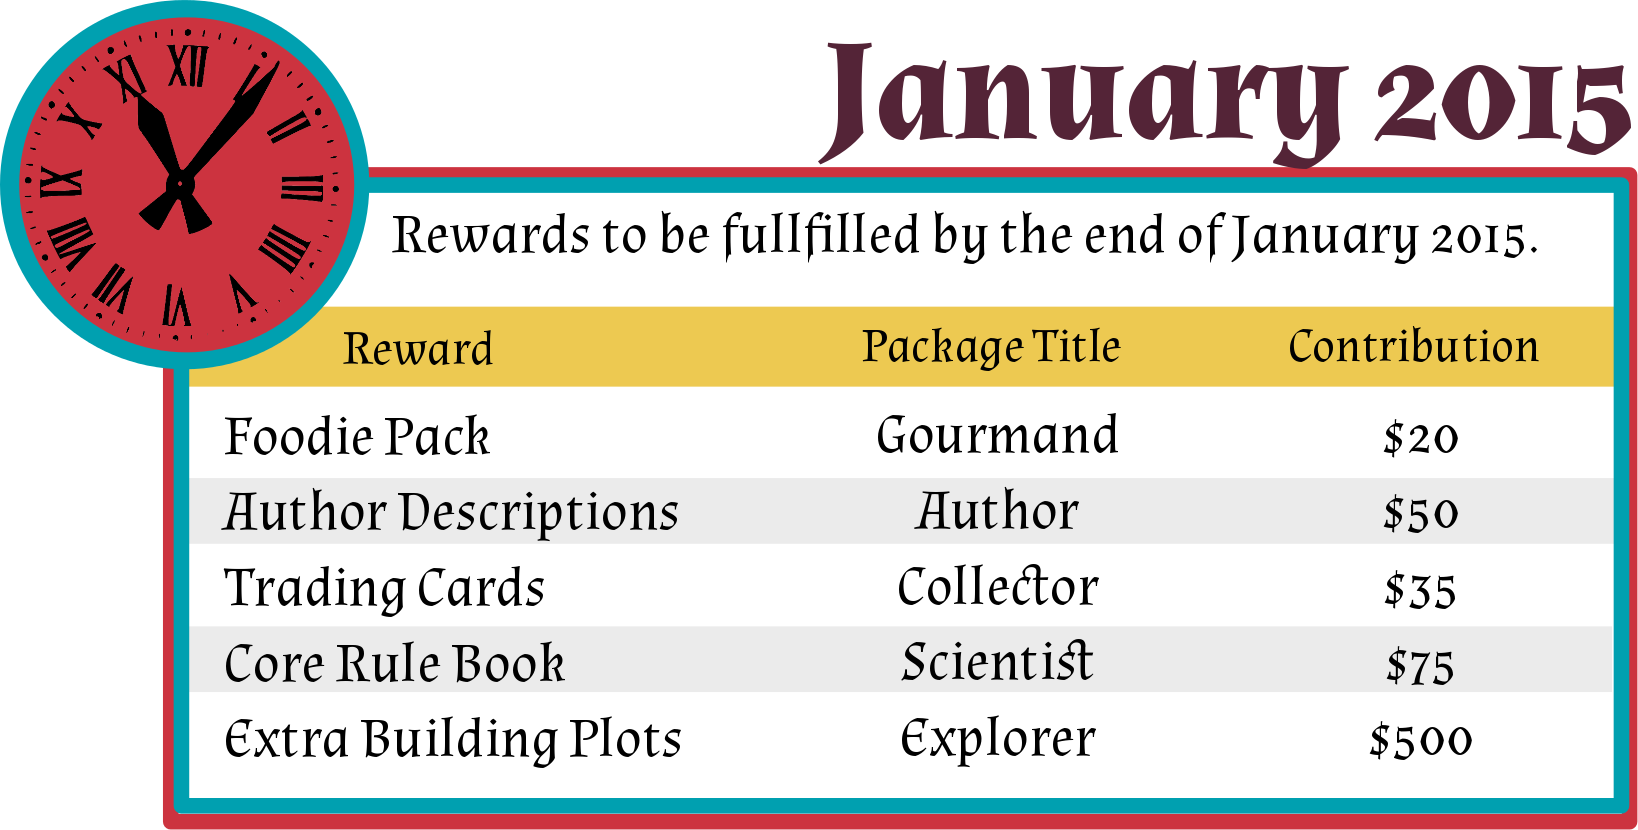 January 2015
Rewards to be fullfilled by the end of January 2015.
Reward Package Title Contribution
Foodie Pack Gourmand $20
Author Descriptions Author $50
Trading Cards Collector $35
Core Rule Book Scientist $75
Extra Building Plots Explorer $500
XII
I
II
III
IIII
V
VI
VII
VIII
IX
X
XI